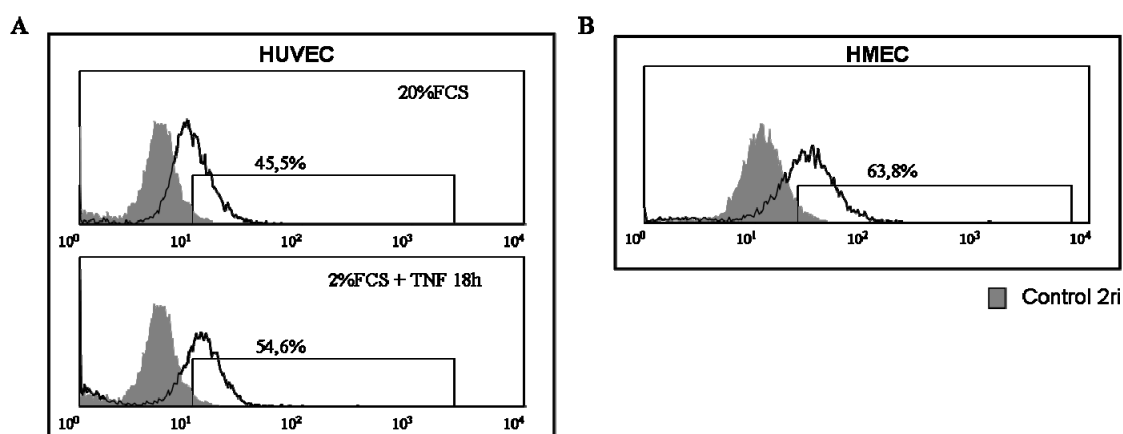 A
HUVEC
20%FCS
45,5%
10⁰ 10¹ 10² 10³ 10⁴
2%FCS + TNF 18h
54,6%
10⁰ 10¹ 10² 10³ 10⁴
B
HMEC
63,8%
10⁰ 10¹ 10² 10³ 10⁴
Control 2ri